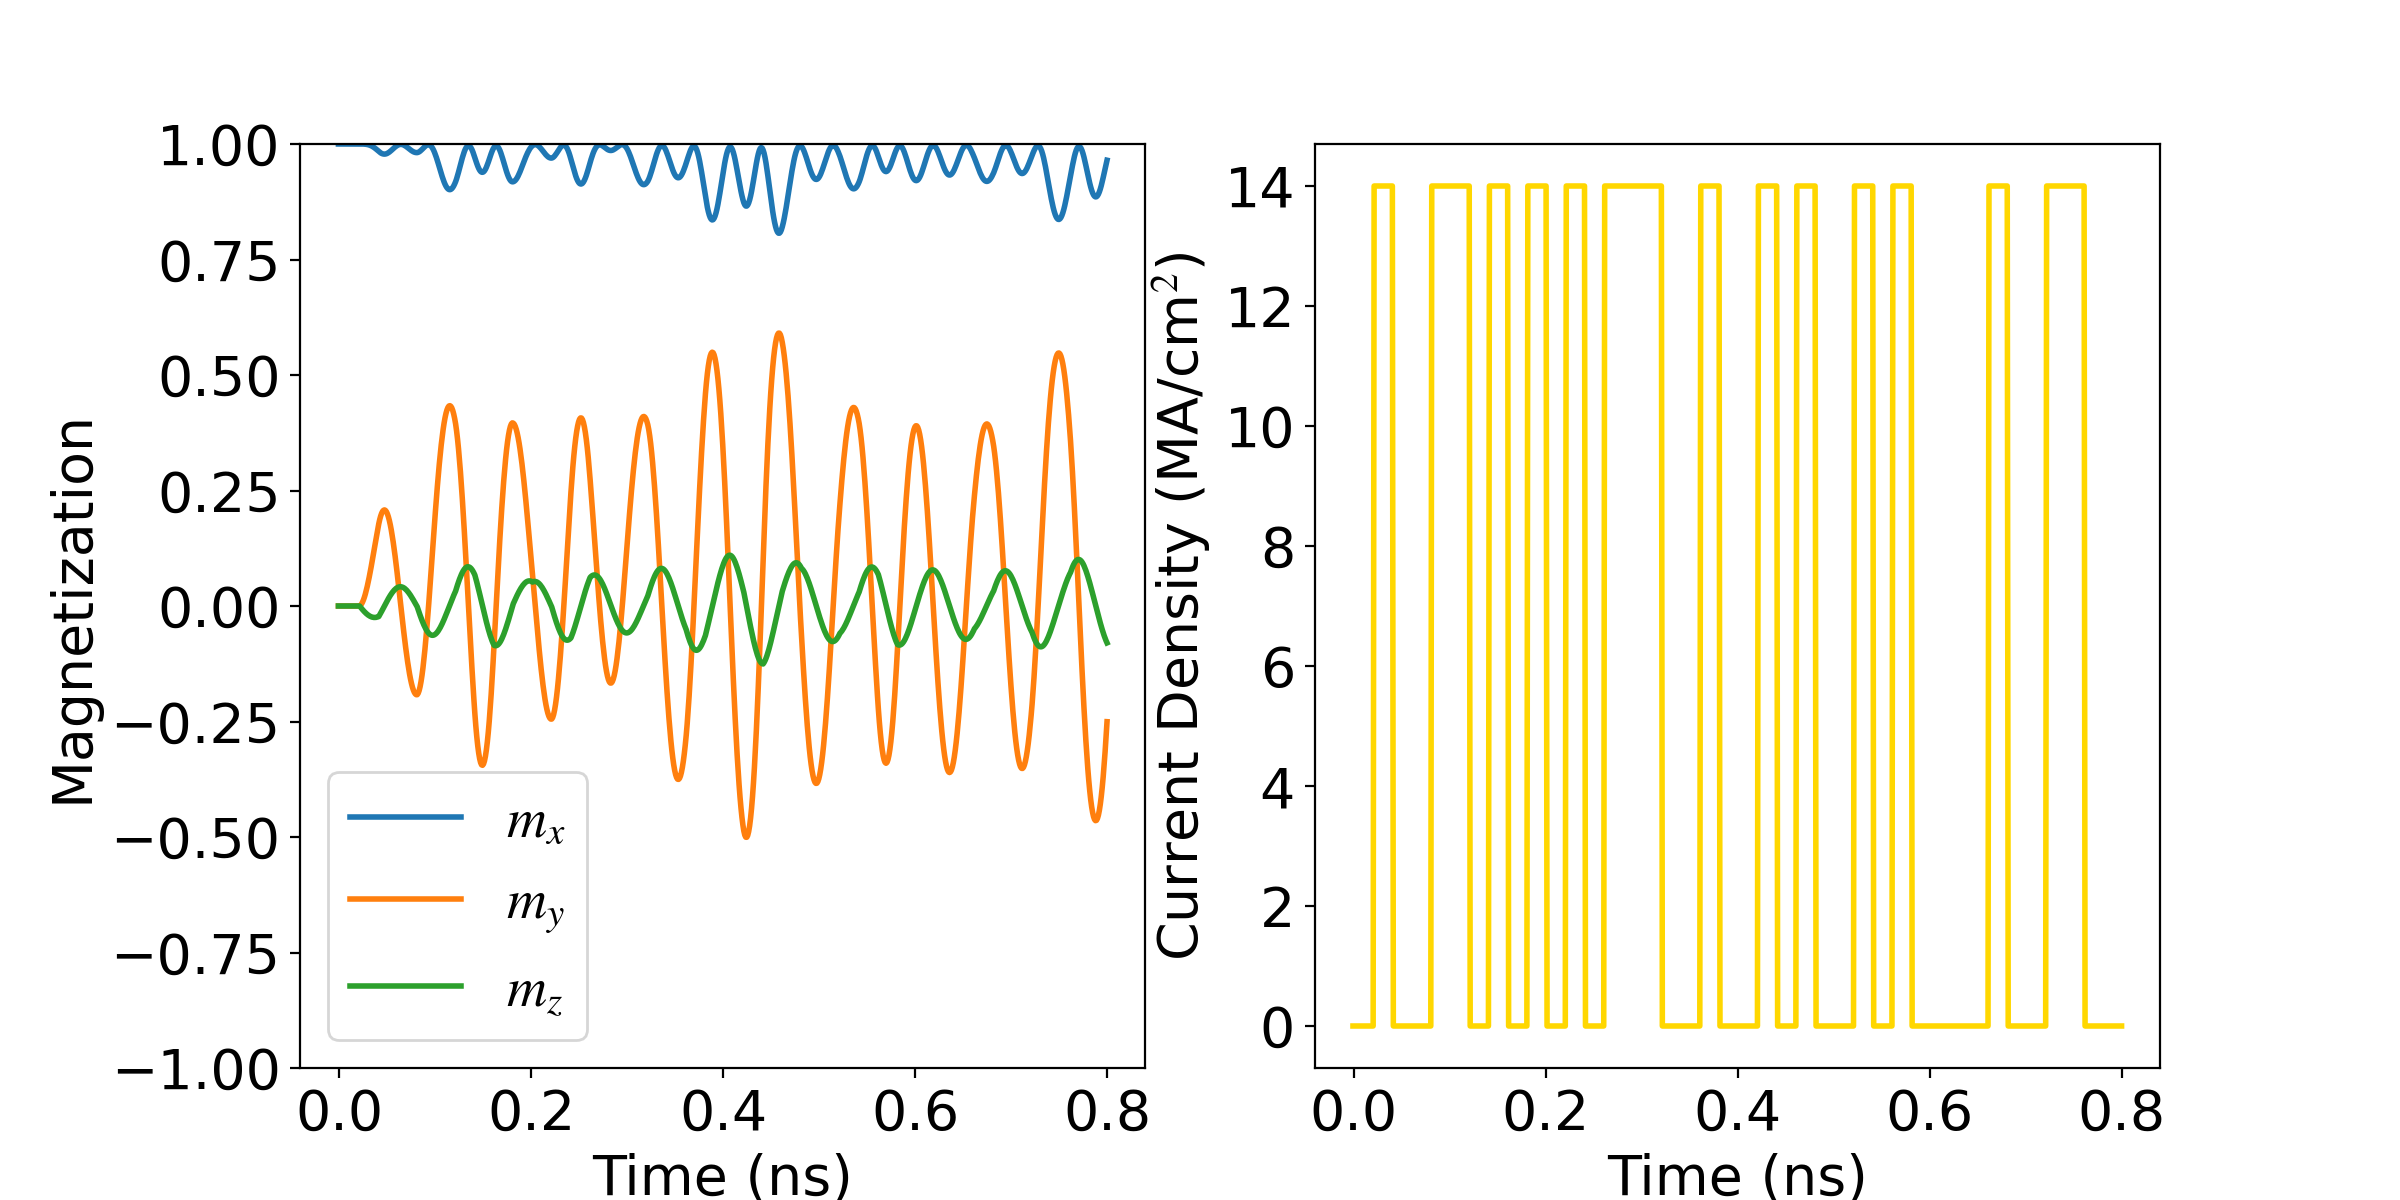 Magnetization
1.00
0.75
0.50
0.25
0.00
−0.25
−0.50
−0.75
−1.00
m_x
m_y
m_z
0.0 0.2 0.4 0.6 0.8
Time (ns)
Current Density (MA/cm²)
14
12
10
8
6
4
2
0
0.0 0.2 0.4 0.6 0.8
Time (ns)